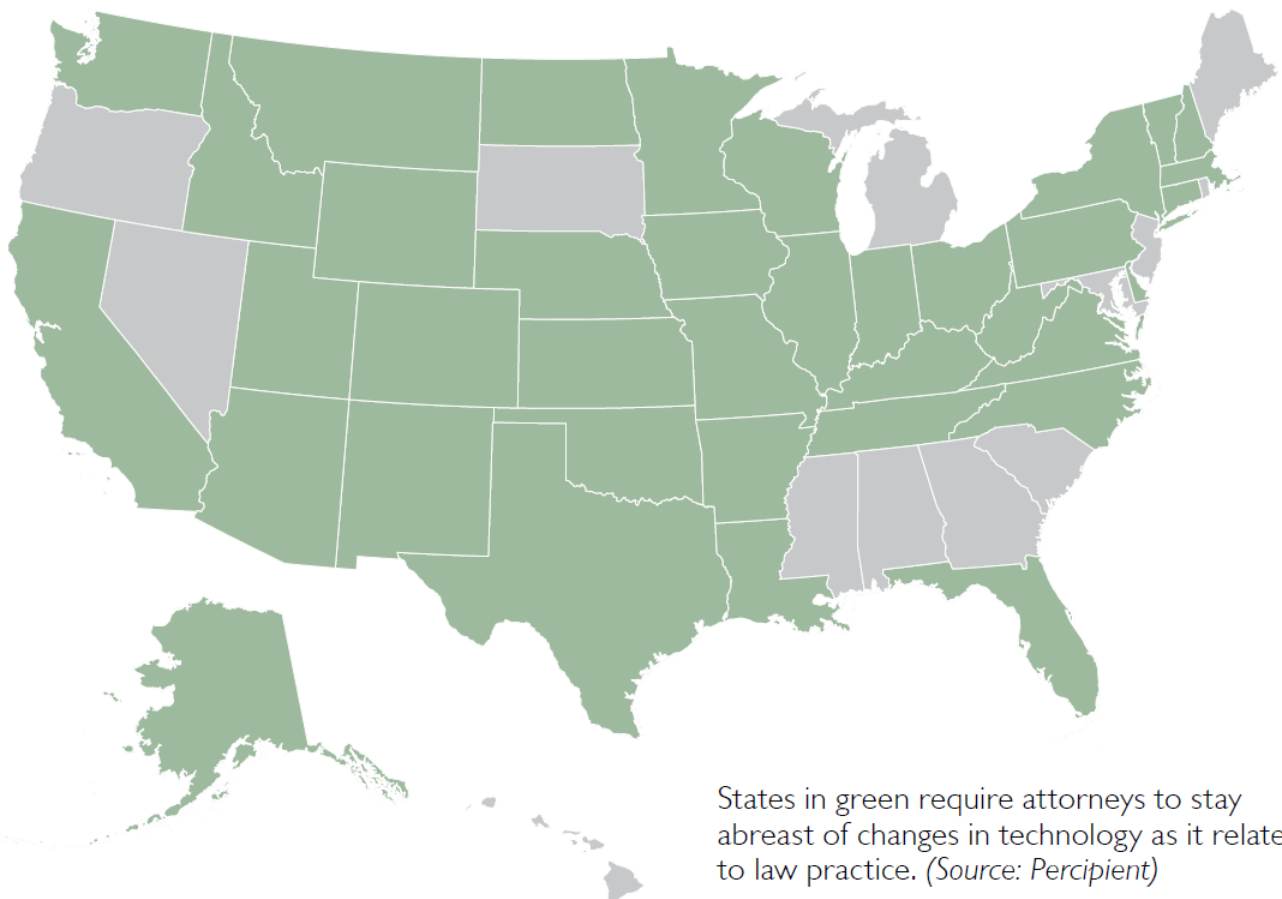 States in green require attorneys to stay
abreast of changes in technology as it relate
to law practice. (Source: Percipient)